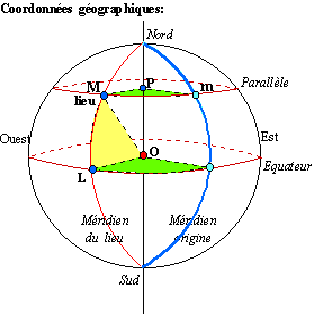 Coordonnées géographiques:
Nord
M
P
m
Parallèle
lieu
Ouest
Est
O
Equateur
L
Méridien
du lieu
Méridien
origine
Sud